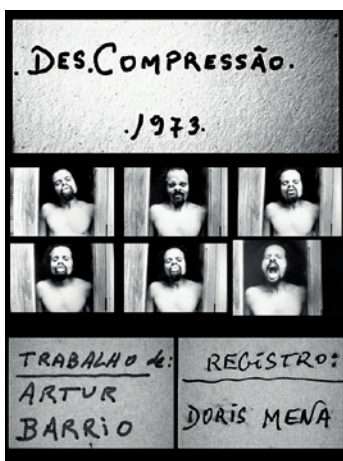 . DES.COMPRESSÃO.
.1973.
TRABALHO de:
ARTUR
BARRIO
REGISTRO:
DORIS MENA